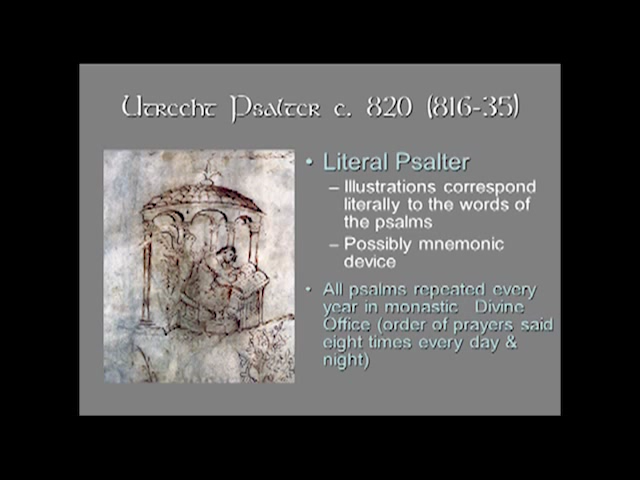 Utrecht Psalter c. 820 (816-35)
• Literal Psalter
– Illustrations correspond
literally to the words of
the psalms
– Possibly mnemonic
device
• All psalms repeated every
year in monastic Divine
Office (order of prayers said
eight times every day &
night)